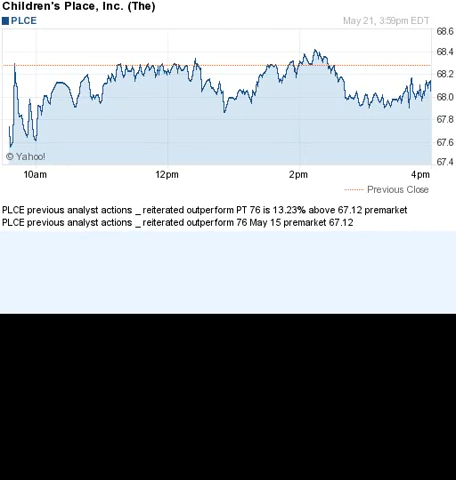 Children's Place, Inc. (The)
PLCE May 21, 3:59pm EDT
68.6
68.4
68.2
68.0
67.8
67.6
67.4
© Yahoo!
10am 12pm 2pm 4pm
Previous Close
PLCE previous analyst actions _ reiterated outperform PT 76 is 13.23% above 67.12 premarket
PLCE previous analyst actions _ reiterated outperform 76 May 15 premarket 67.12